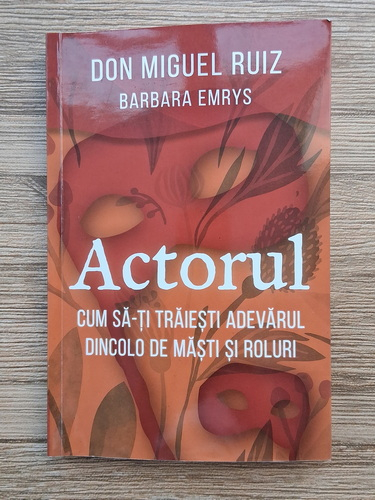 DON MIGUEL RUIZ
BARBARA EMRYS
Actorul
CUM SĂ-ȚI TRĂIEȘTI ADEVĂRUL
DINCOLO DE MĂȘTI ȘI ROLURI